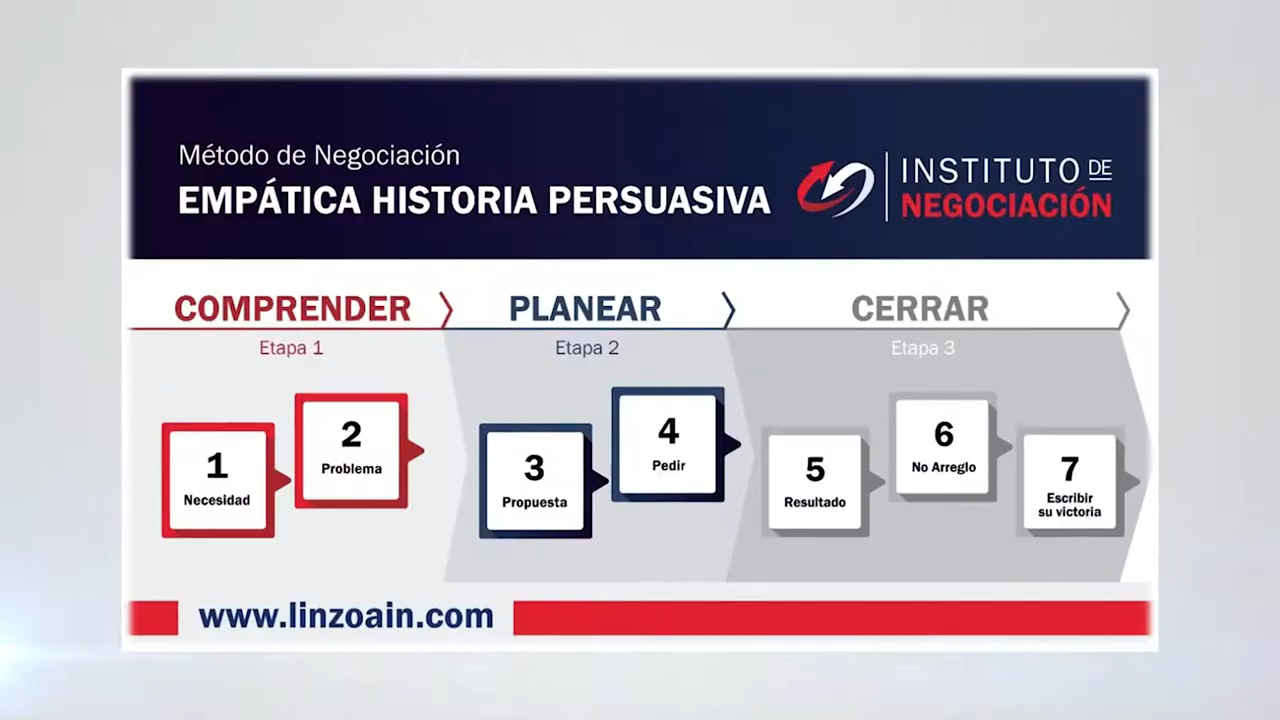 Método de Negociación
EMPÁTICA HISTORIA PERSUASIVA
INSTITUTO DE
NEGOCIACIÓN
COMPRENDER
Etapa 1
PLANEAR
Etapa 2
CERRAR
Etapa 3
1
Necesidad
2
Problema
3
Propuesta
4
Pedir
5
Resultado
6
No Arreglo
7
Escribir
su victoria
www.linzoain.com